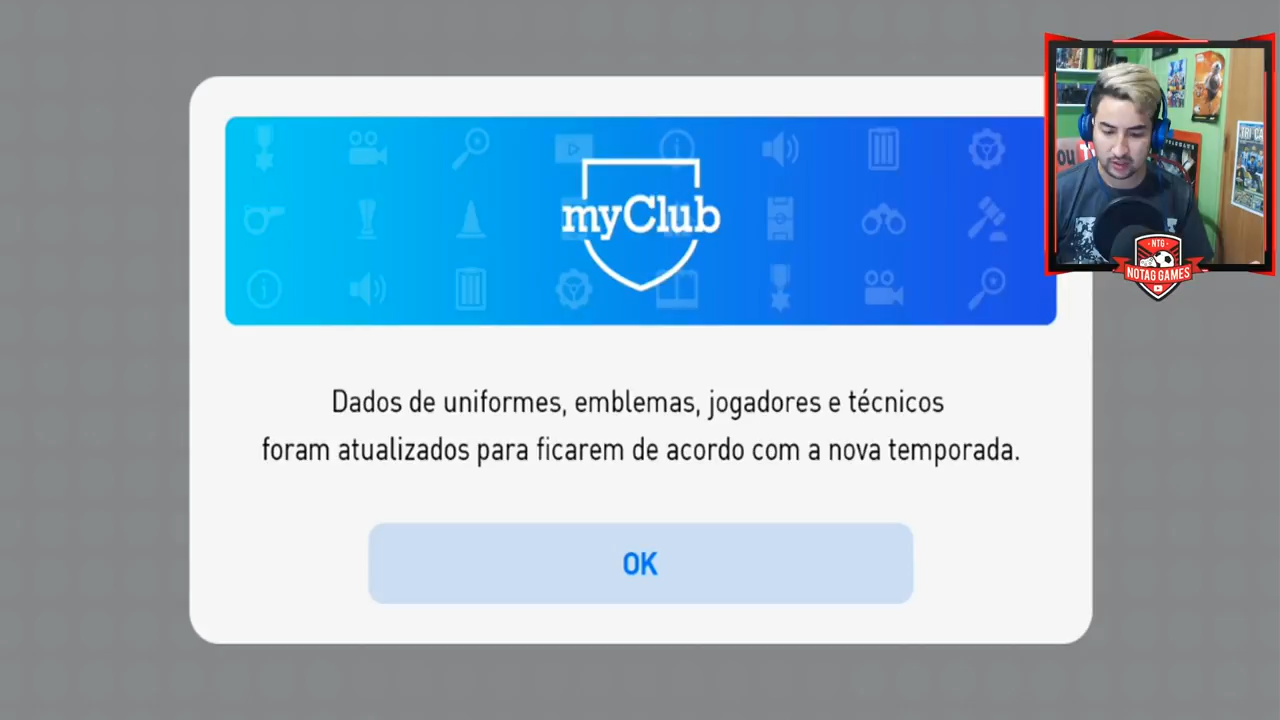 myClub
Dados de uniformes, emblemas, jogadores e técnicos
foram atualizados para ficarem de acordo com a nova temporada.
OK
NTG
NOTAG GAMES